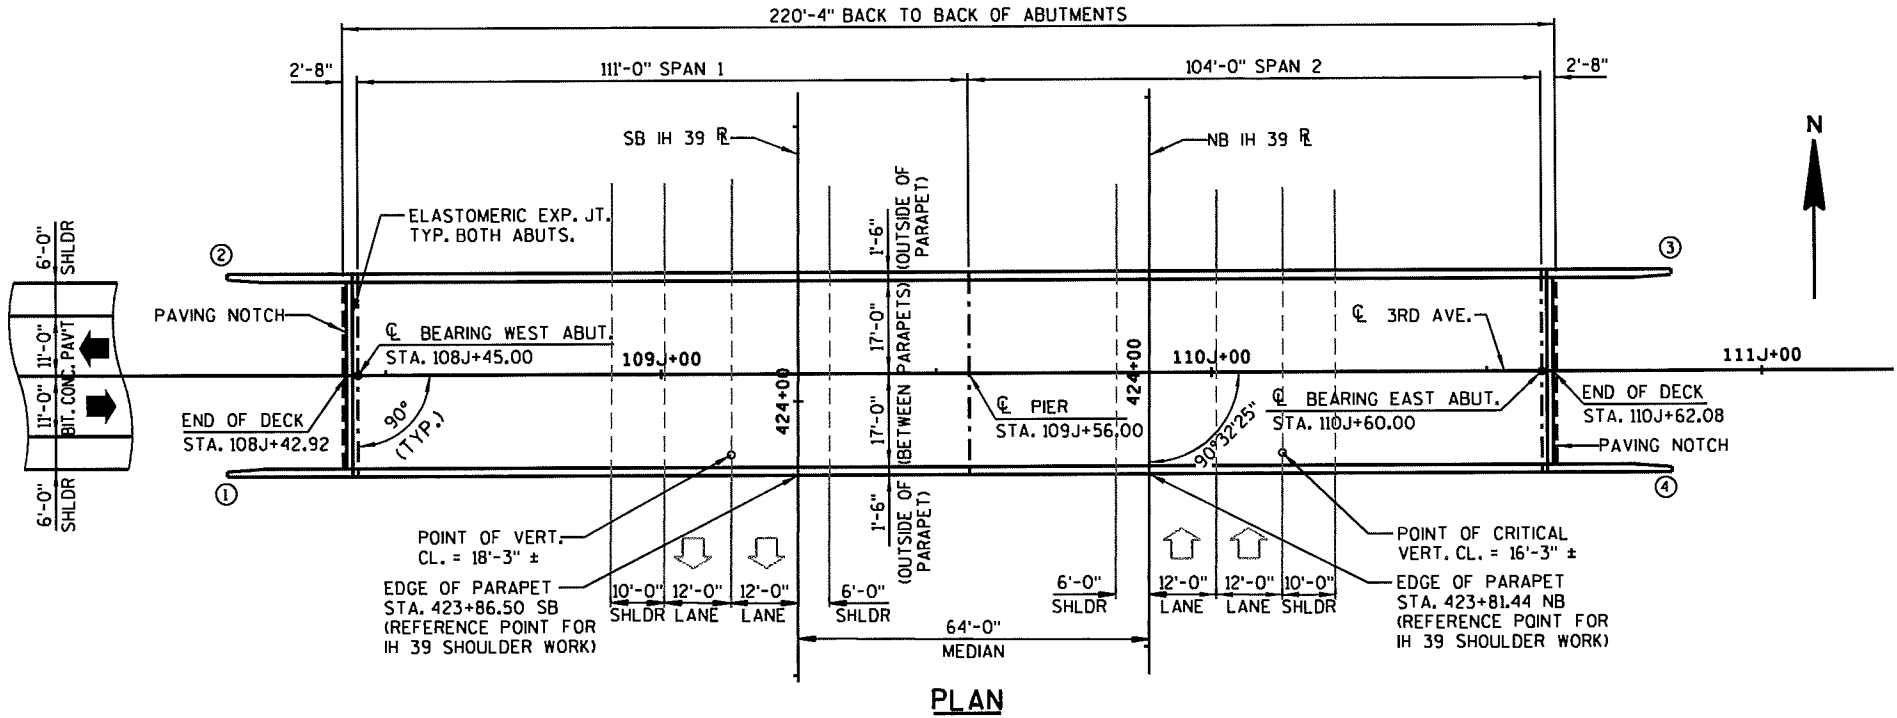 220'-4" BACK TO BACK OF ABUTMENTS
2'-8"
111'-0" SPAN 1
104'-0" SPAN 2
2'-8"
SB IH 39 R
NB IH 39 R
N
ELASTOMERIC EXP. JT.
TYP. BOTH ABUTS.
1'-6"
(OUTSIDE OF
PARAPET)
2
3
6'-0"
SHLDR
PAVING NOTCH
℄ BEARING WEST ABUT.
STA. 108J+45.00
11'-0"
11'-0"
BIT. CONC. PAV'T
17'-0"
17'-0"
(BETWEEN PARAPETS)
℄ 3RD AVE.
109J+00
110J+00
111J+00
424+00
424+00
END OF DECK
STA. 108J+42.92
90°
(TYP.)
℄ PIER
STA. 109J+56.00
90°32'25"
℄ BEARING EAST ABUT.
STA. 110J+60.00
END OF DECK
STA. 110J+62.08
PAVING NOTCH
6'-0"
SHLDR
1
4
1'-6"
(OUTSIDE OF
PARAPET)
POINT OF VERT.
CL. = 18'-3" ±
POINT OF CRITICAL
VERT. CL. = 16'-3" ±
EDGE OF PARAPET
STA. 423+86.50 SB
(REFERENCE POINT FOR
IH 39 SHOULDER WORK)
10'-0"
SHLDR
12'-0"
LANE
12'-0"
LANE
6'-0"
SHLDR
6'-0"
SHLDR
12'-0"
LANE
12'-0"
LANE
10'-0"
SHLDR
EDGE OF PARAPET
STA. 423+81.44 NB
(REFERENCE POINT FOR
IH 39 SHOULDER WORK)
64'-0"
MEDIAN
PLAN